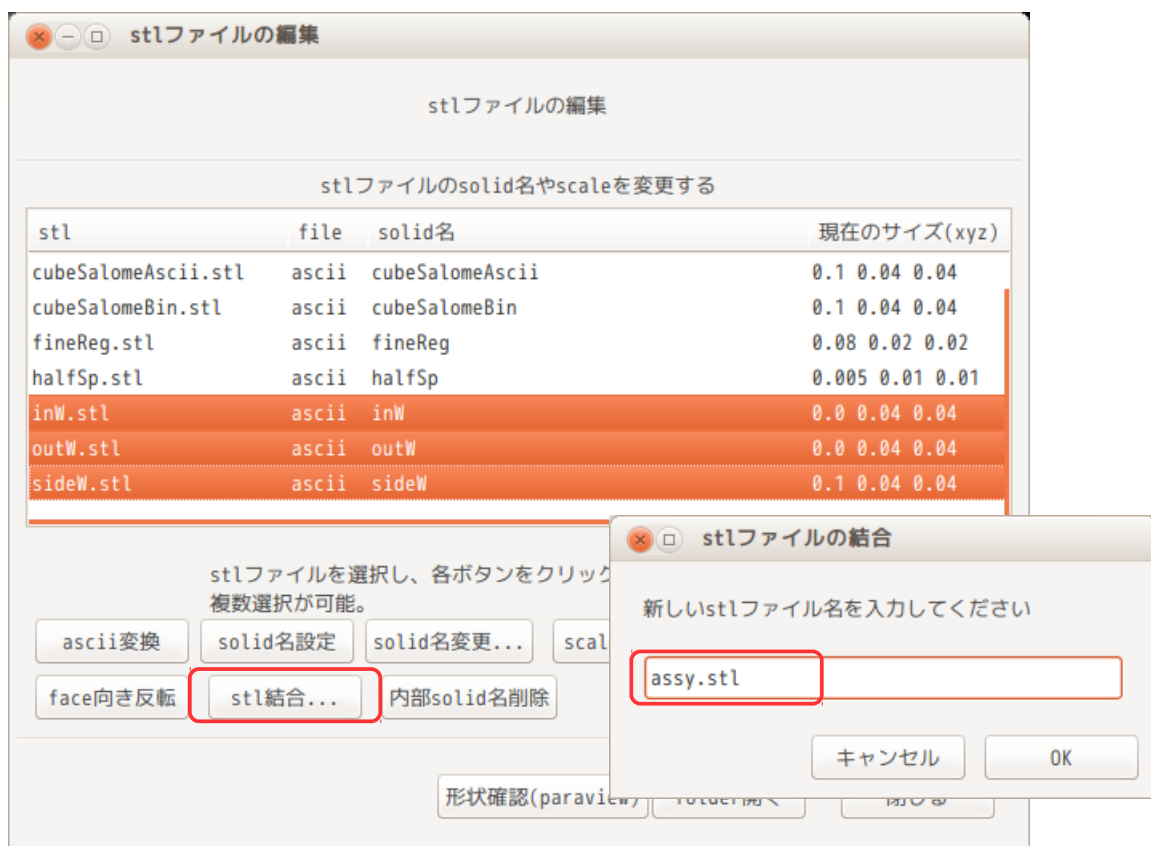 stlファイルの編集
stlファイルの編集
stlファイルのsolid名やscaleを変更する
stl file solid名 現在のサイズ(xyz)
cubeSalomeAscii.stl ascii cubeSalomeAscii 0.1 0.04 0.04
cubeSalomeBin.stl ascii cubeSalomeBin 0.1 0.04 0.04
fineReg.stl ascii fineReg 0.08 0.02 0.02
halfSp.stl ascii halfSp 0.005 0.01 0.01
inW.stl ascii inW 0.0 0.04 0.04
outW.stl ascii outW 0.0 0.04 0.04
sideW.stl ascii sideW 0.1 0.04 0.04
stlファイルを選択し、各ボタンをクリック
複数選択が可能。
ascii変換 solid名設定 solid名変更... scal
face向き反転 stl結合... 内部solid名削除
形状確認(paraview) folder開く 閉じる
stlファイルの結合
新しいstlファイル名を入力してください
assy.stl
キャンセル OK